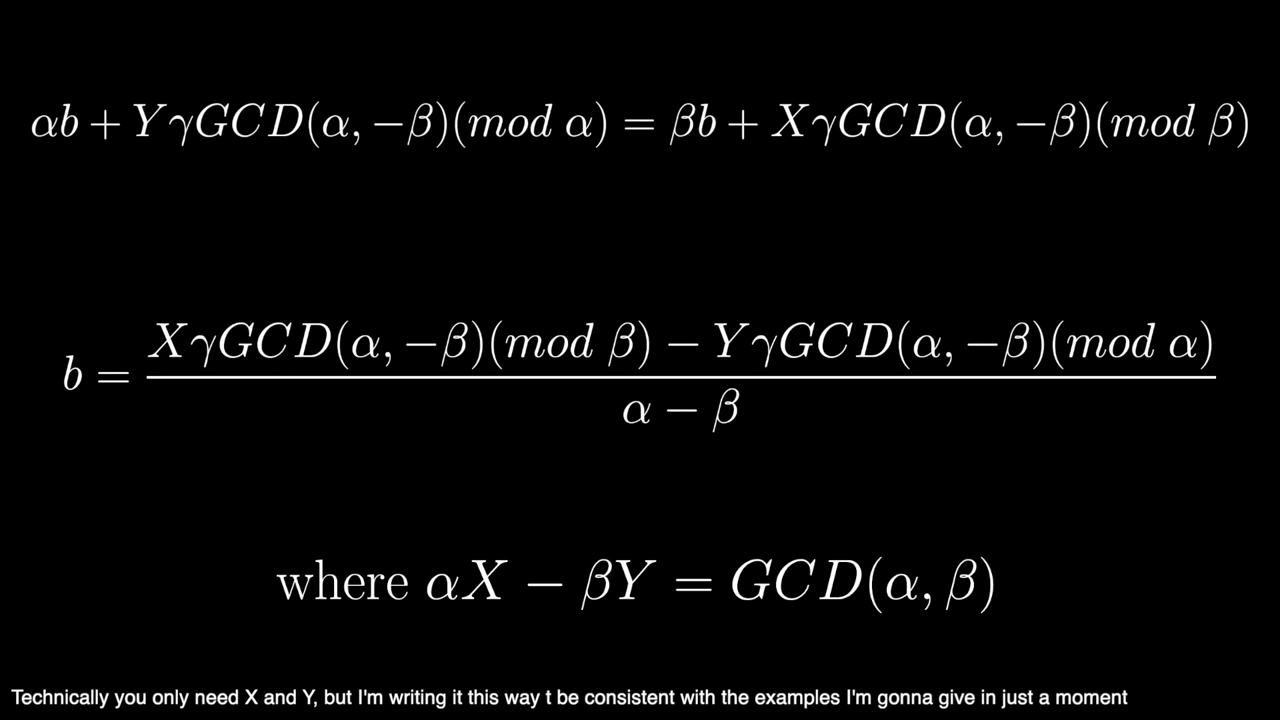 αb + YγGCD(α, −β)(mod α) = βb + XγGCD(α, −β)(mod β)
b = XγGCD(α, −β)(mod β) − YγGCD(α, −β)(mod α)
α − β
where αX − βY = GCD(α, β)
Technically you only need X and Y, but I'm writing it this way t be consistent with the examples I'm gonna give in just a moment